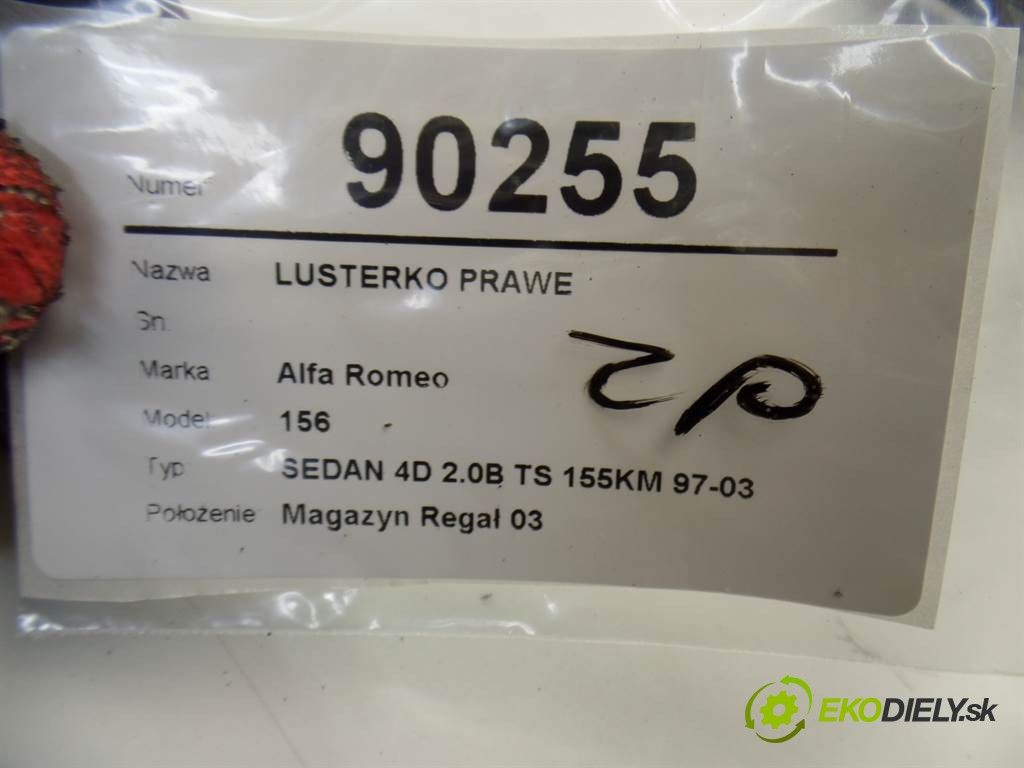 Numer 90255
Nazwa LUSTERKO PRAWE
Sn.
Marka Alfa Romeo
Model 156
Typ SEDAN 4D 2.0B TS 155KM 97-03
Położenie Magazyn Regał 03
EKODIELY.sk